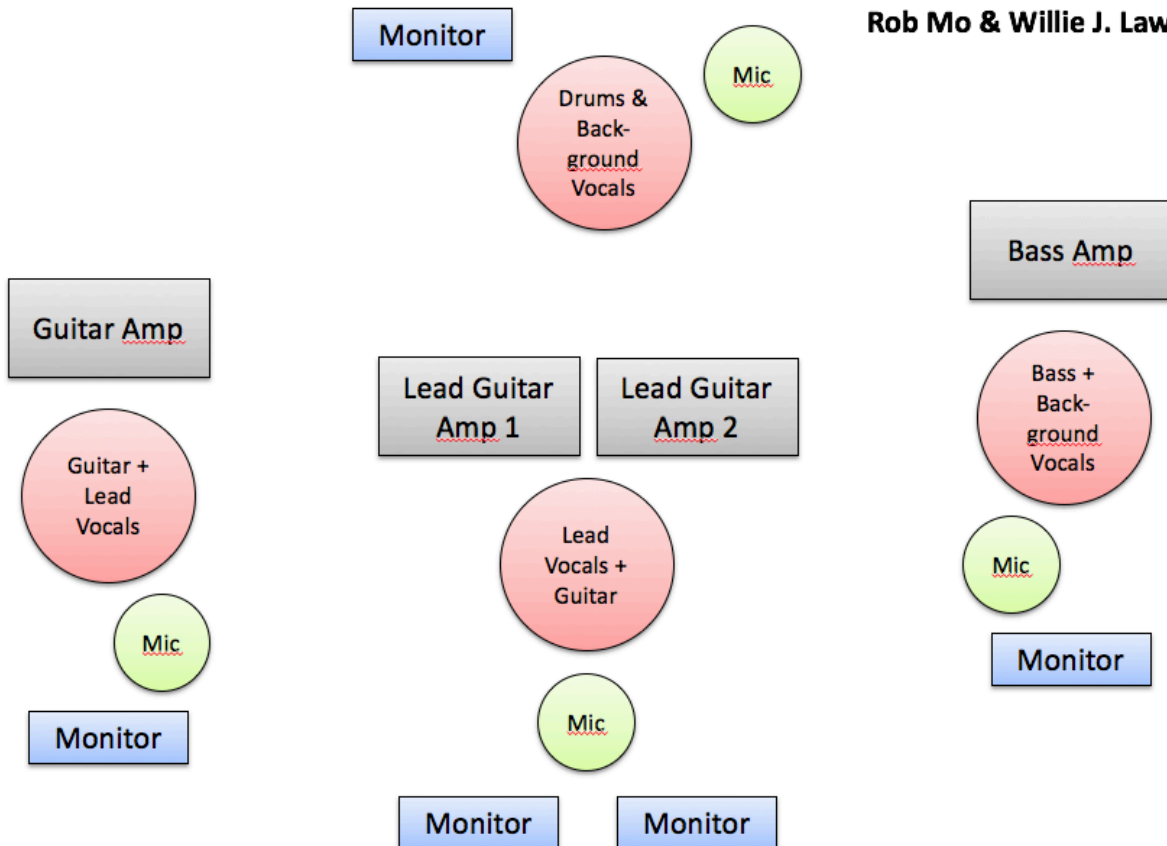 Rob Mo & Willie J. Law
Monitor
Mic
Drums &
Back-
ground
Vocals
Bass Amp
Guitar Amp
Lead Guitar
Amp 1
Lead Guitar
Amp 2
Bass +
Back-
ground
Vocals
Guitar +
Lead
Vocals
Lead
Vocals +
Guitar
Mic
Mic
Monitor
Mic
Monitor
Monitor
Monitor